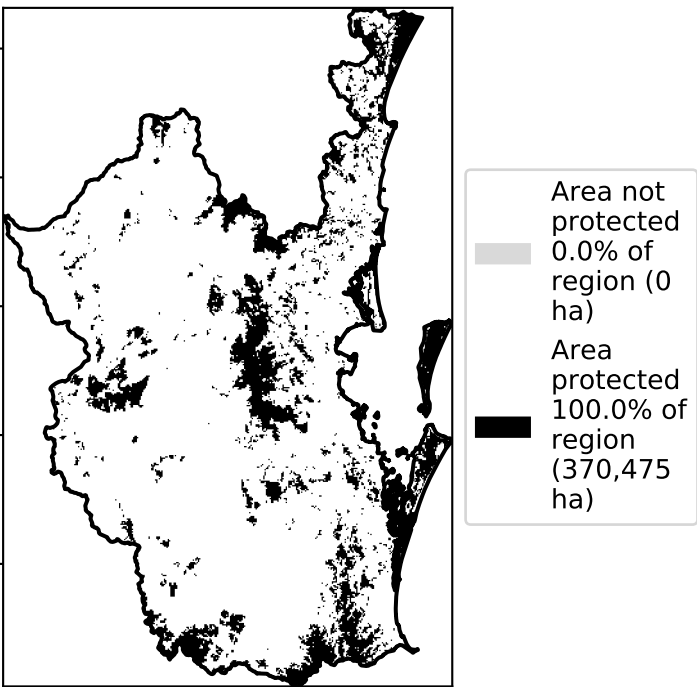 Area not
protected
0.0% of
region (0
ha)
Area
protected
100.0% of
region
(370,475
ha)